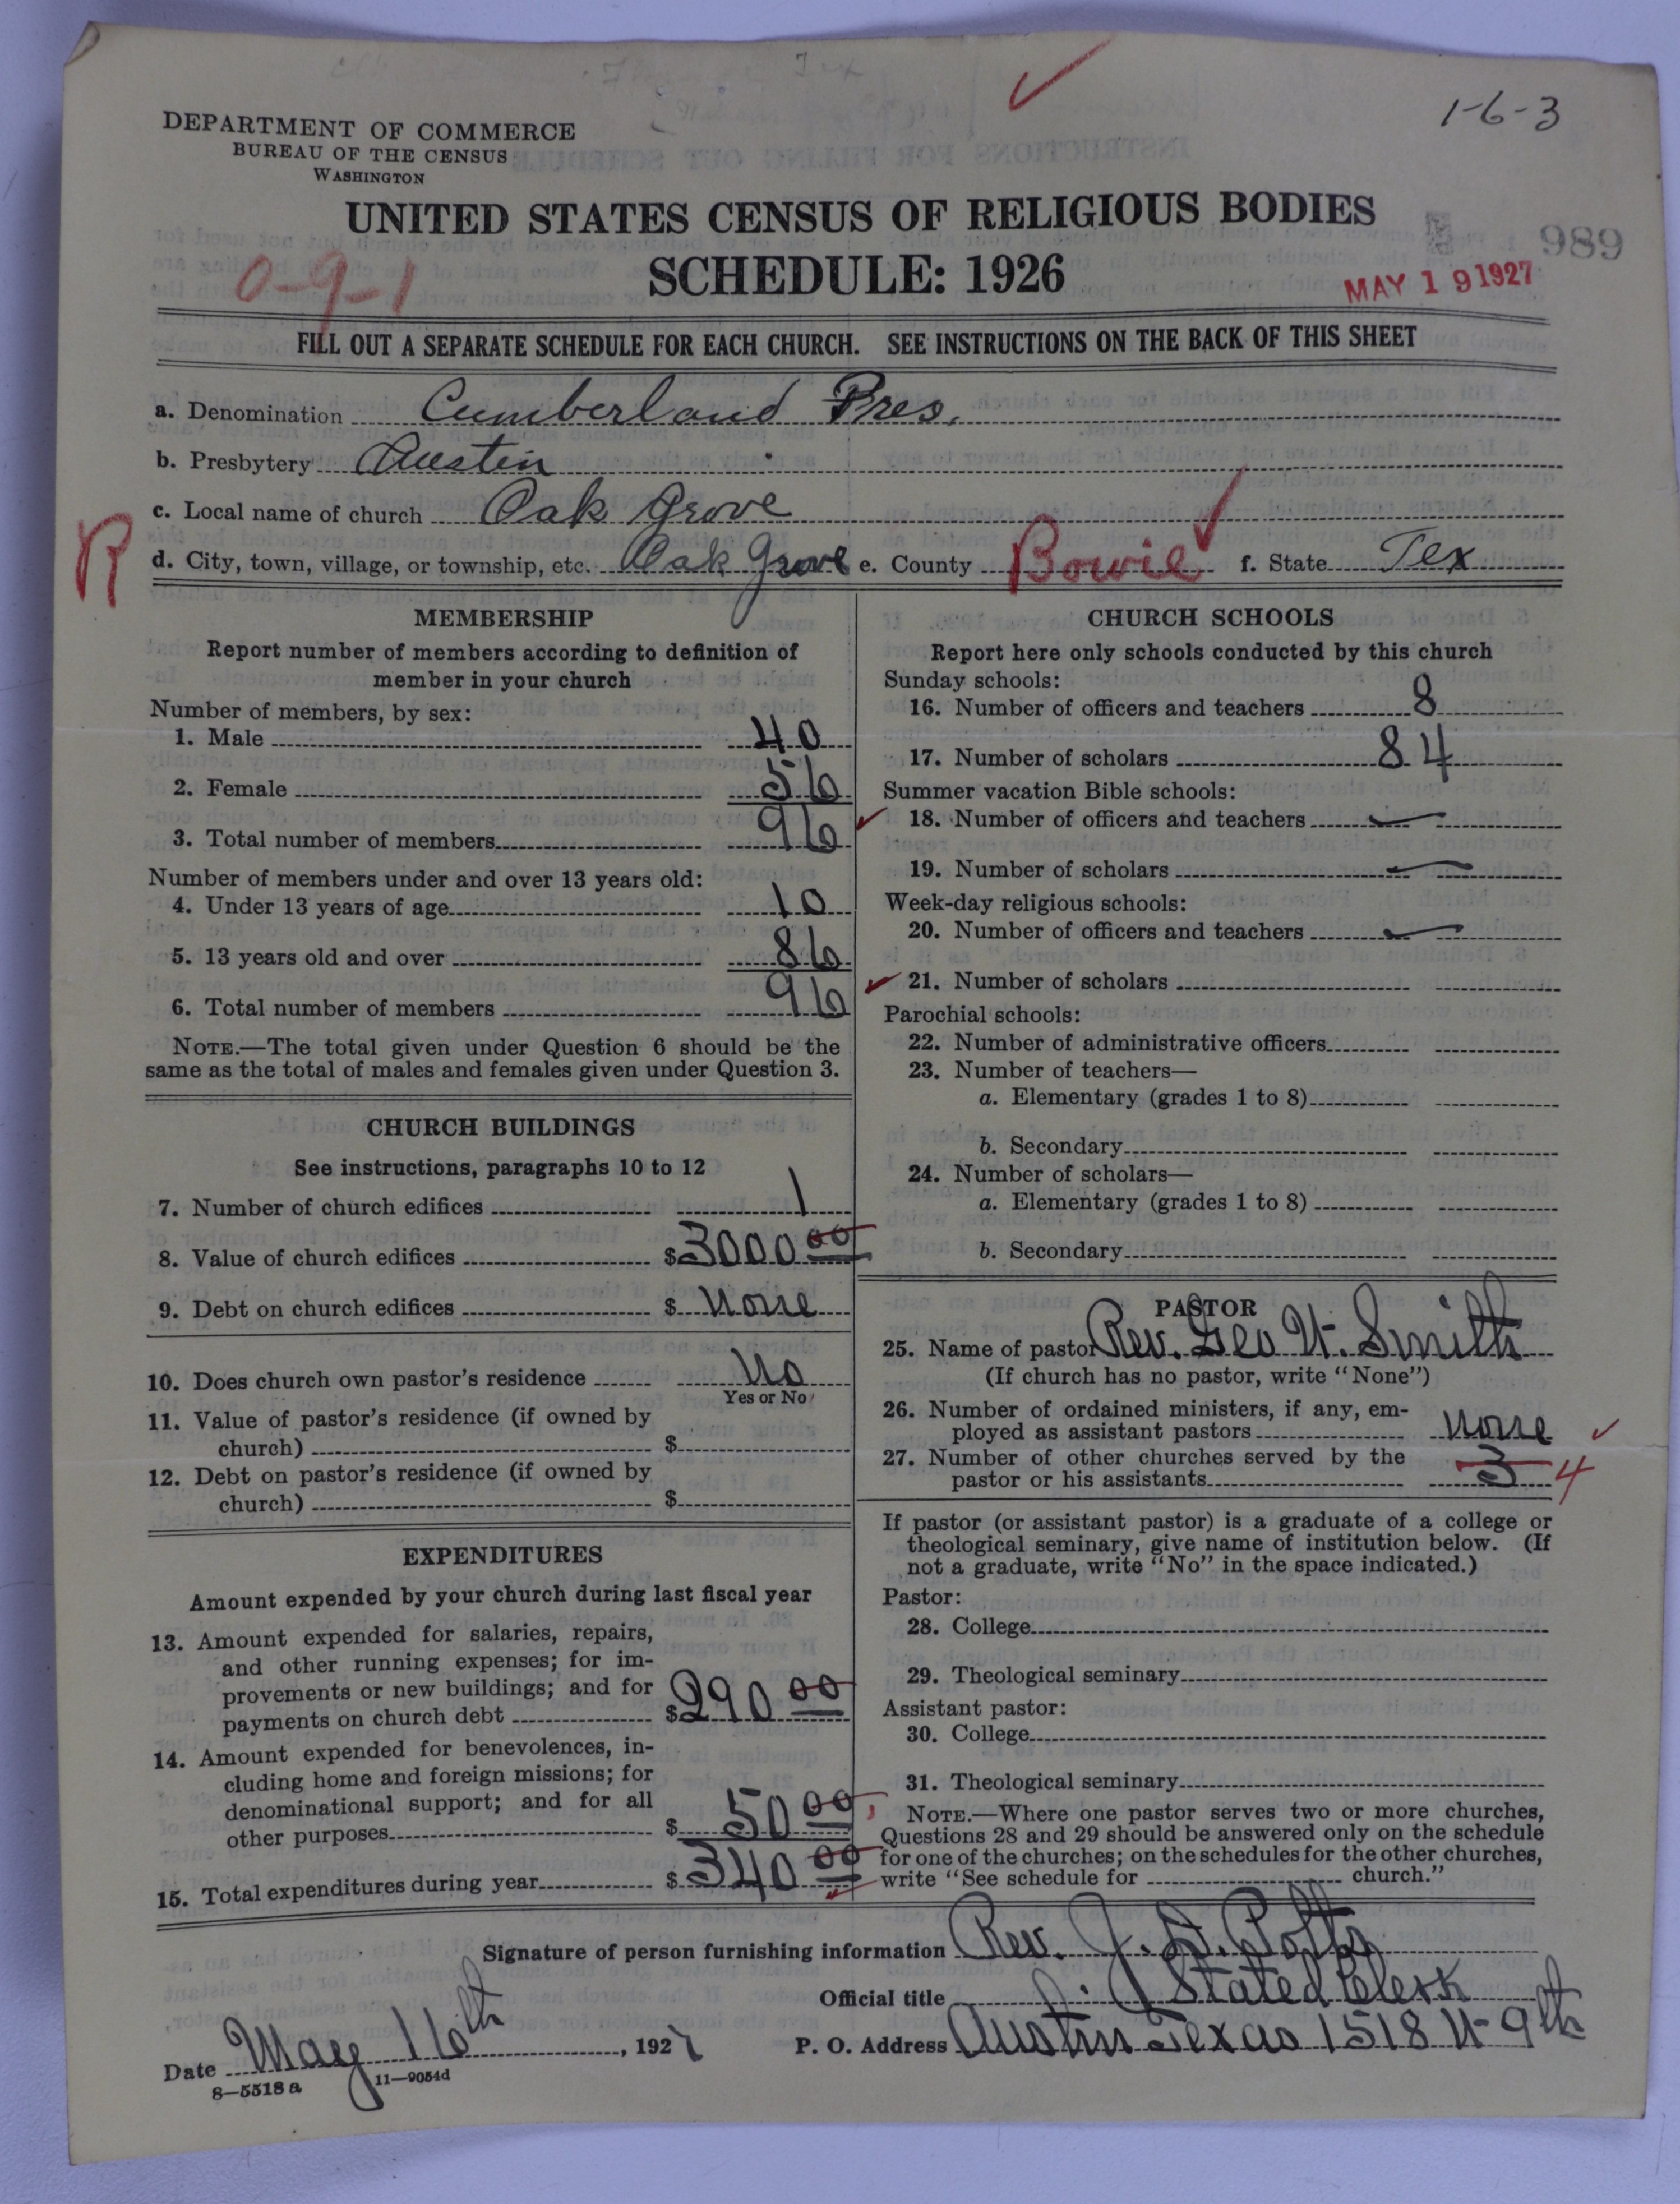 1-6-3
DEPARTMENT OF COMMERCE
BUREAU OF THE CENSUS
WASHINGTON
UNITED STATES CENSUS OF RELIGIOUS BODIES
SCHEDULE: 1926
989
0-9-1
MAY 19 1927
FILL OUT A SEPARATE SCHEDULE FOR EACH CHURCH. SEE INSTRUCTIONS ON THE BACK OF THIS SHEET
a. Denomination Cumberland Pres.
b. Presbytery Austin
c. Local name of church Oak Grove
R
d. City, town, village, or township, etc. Oak Grove e. County Bowie f. State Tex
MEMBERSHIP
Report number of members according to definition of
member in your church
Number of members, by sex:
1. Male 40
2. Female 56
3. Total number of members 96
Number of members under and over 13 years old:
4. Under 13 years of age 10
5. 13 years old and over 86
6. Total number of members 96
NOTE.—The total given under Question 6 should be the
same as the total of males and females given under Question 3.
CHURCH BUILDINGS
See instructions, paragraphs 10 to 12
7. Number of church edifices 1
8. Value of church edifices $3000 00
9. Debt on church edifices $ None
10. Does church own pastor's residence No
Yes or No
11. Value of pastor's residence (if owned by
church) $
12. Debt on pastor's residence (if owned by
church) $
EXPENDITURES
Amount expended by your church during last fiscal year
13. Amount expended for salaries, repairs,
and other running expenses; for im-
provements or new buildings; and for
payments on church debt $290 00
14. Amount expended for benevolences, in-
cluding home and foreign missions; for
denominational support; and for all
other purposes $ 50 00
15. Total expenditures during year $ 340 00
CHURCH SCHOOLS
Report here only schools conducted by this church
Sunday schools:
16. Number of officers and teachers 8
17. Number of scholars 84
Summer vacation Bible schools:
18. Number of officers and teachers
19. Number of scholars
Week-day religious schools:
20. Number of officers and teachers
21. Number of scholars
Parochial schools:
22. Number of administrative officers
23. Number of teachers—
a. Elementary (grades 1 to 8)
b. Secondary
24. Number of scholars—
a. Elementary (grades 1 to 8)
b. Secondary
PASTOR
25. Name of pastor Rev. Geo W. Smith
(If church has no pastor, write "None")
26. Number of ordained ministers, if any, em-
ployed as assistant pastors None
27. Number of other churches served by the
pastor or his assistants 3 4
If pastor (or assistant pastor) is a graduate of a college or
theological seminary, give name of institution below. (If
not a graduate, write "No" in the space indicated.)
Pastor:
28. College
29. Theological seminary
Assistant pastor:
30. College
31. Theological seminary
NOTE.—Where one pastor serves two or more churches,
Questions 28 and 29 should be answered only on the schedule
for one of the churches; on the schedules for the other churches,
write "See schedule for church."
Signature of person furnishing information Rev. J. D. Potts
Official title Stated Clerk
Date May 16th, 1927 P. O. Address Austin Texas 1518 W 9th
8—5518 a 11—9054d